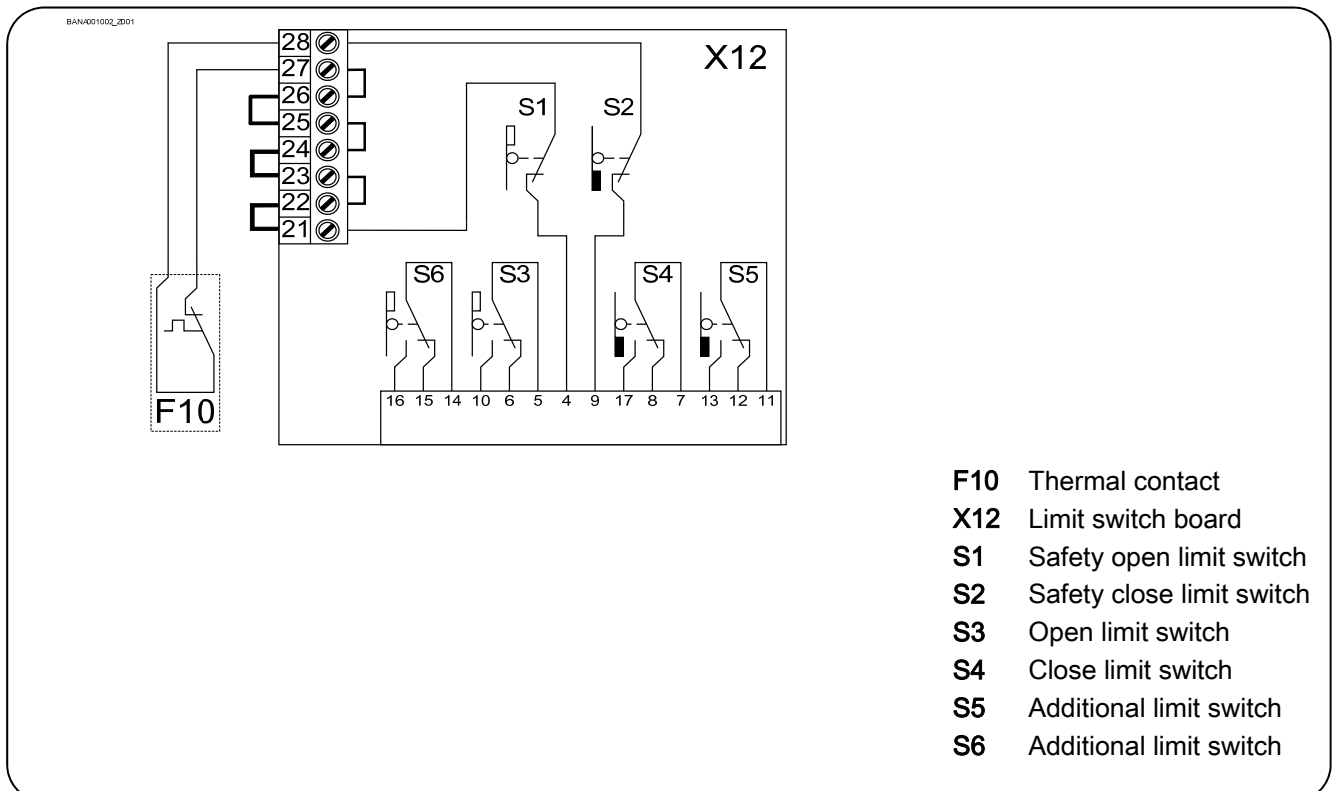 BANA001002_Z001
28
X12
27
26
S1 S2
25
24
23
22
21
S6 S3 S4 S5
16 15 14 10 6 5 4 9 17 8 7 13 12 11
F10
F10 Thermal contact
X12 Limit switch board
S1 Safety open limit switch
S2 Safety close limit switch
S3 Open limit switch
S4 Close limit switch
S5 Additional limit switch
S6 Additional limit switch